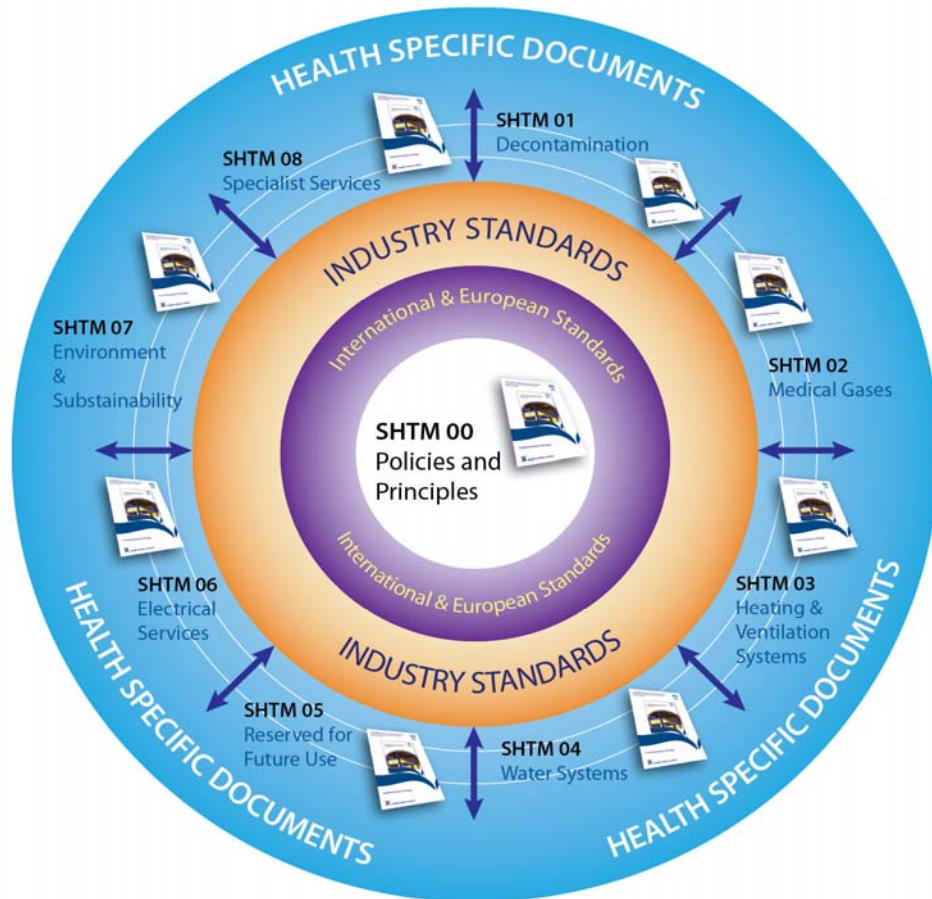 HEALTH SPECIFIC DOCUMENTS
SHTM 01
Decontamination
SHTM 08
Specialist Services
INDUSTRY STANDARDS
International & European Standards
SHTM 07
Environment
&
Substainability
SHTM 02
Medical Gases
SHTM 00
Policies and
Principles
International & European Standards
SHTM 06
Electrical
Services
SHTM 03
Heating &
Ventilation
Systems
INDUSTRY STANDARDS
SHTM 05
Reserved for
Future Use
SHTM 04
Water Systems
HEALTH SPECIFIC DOCUMENTS
HEALTH SPECIFIC DOCUMENTS